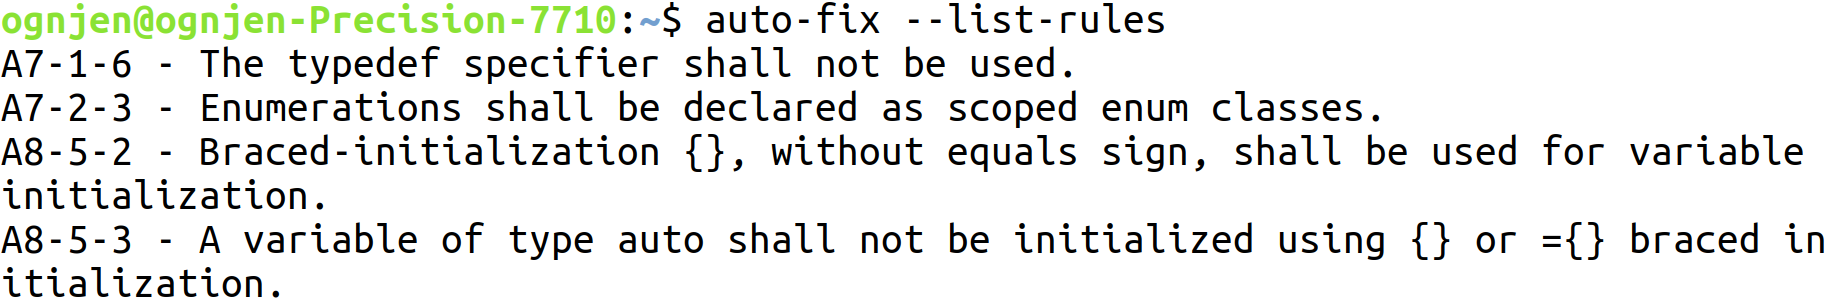 ognjen@ognjen-Precision-7710:~$ auto-fix --list-rules
A7-1-6 - The typedef specifier shall not be used.
A7-2-3 - Enumerations shall be declared as scoped enum classes.
A8-5-2 - Braced-initialization {}, without equals sign, shall be used for variable
initialization.
A8-5-3 - A variable of type auto shall not be initialized using {} or ={} braced in
itialization.